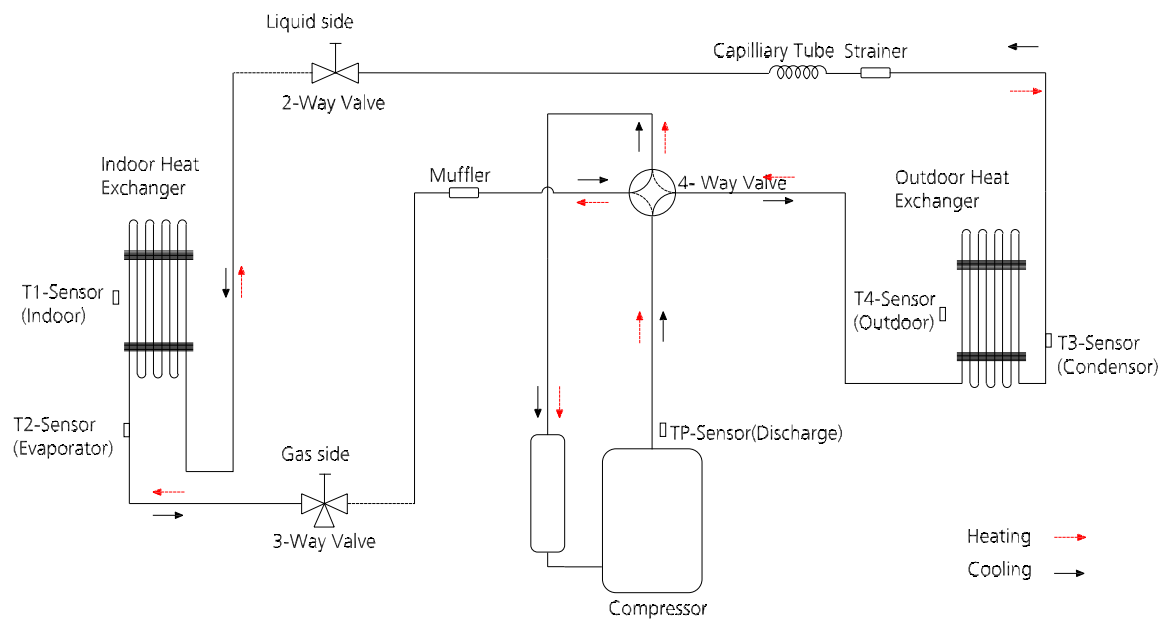 Liquid side
2-Way Valve
Capilliary Tube Strainer
Indoor Heat
Exchanger
Muffler
4- Way Valve
Outdoor Heat
Exchanger
T1-Sensor
(Indoor)
T4-Sensor
(Outdoor)
T3-Sensor
(Condensor)
T2-Sensor
(Evaporator)
TP-Sensor(Discharge)
Gas side
3-Way Valve
Heating
Cooling
Compressor